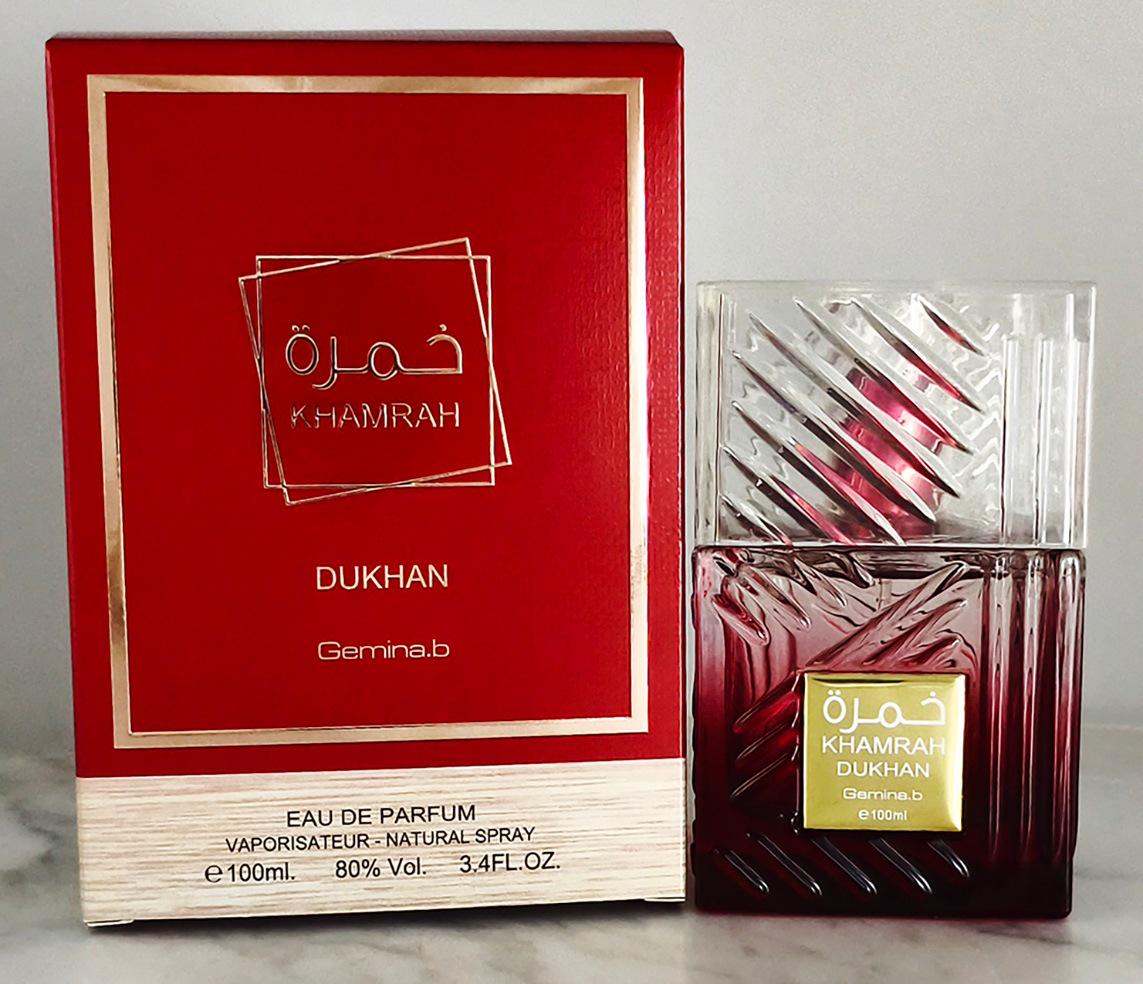 خمرة
KHAMRAH
DUKHAN
Gemina.b
EAU DE PARFUM
VAPORISATEUR - NATURAL SPRAY
℮100ml. 80% Vol. 3.4FL.OZ.
خمرة
KHAMRAH
DUKHAN
Gemina.b
℮100ml